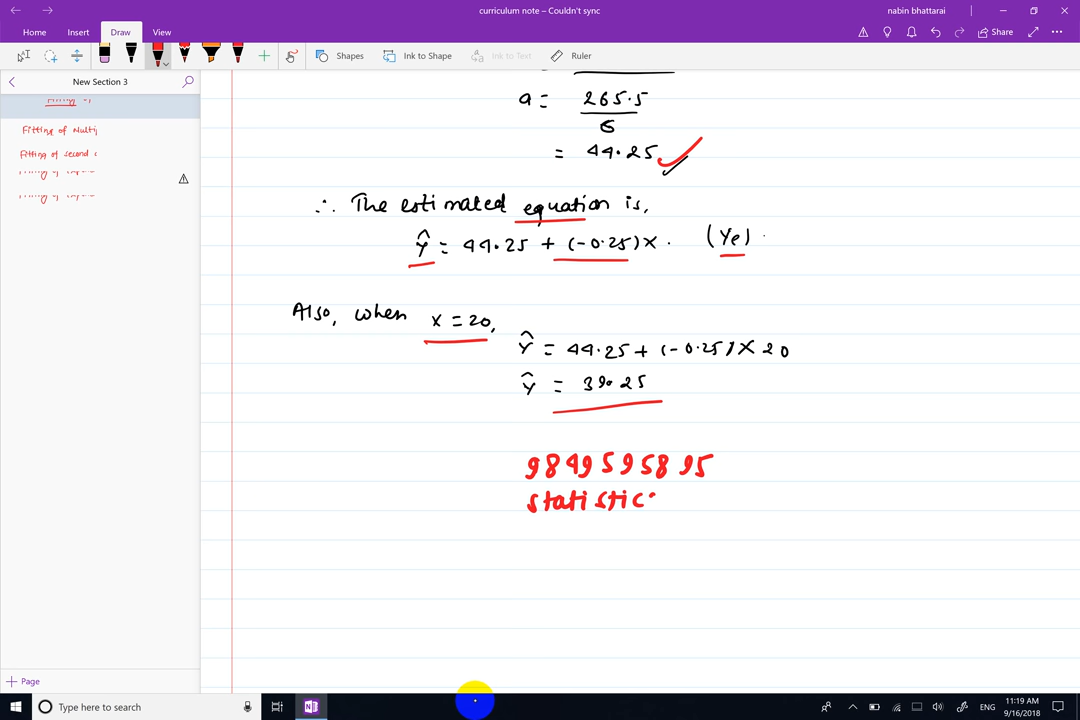 curriculum note – Couldn't sync
nabin bhattarai
Home Insert Draw View
Share
Shapes Ink to Shape Ink to Text Ruler
New Section 3
Fitting of
Fitting of Multip
Fitting of second
a = 265.5
6
= 44.25
∴ The estimated equation is,
Ŷ = 44.25 + (-0.25)X. (Ye)
Also, when X = 20,
Ŷ = 44.25 + (-0.25) X 20
Ŷ = 39.25
9849595895
statistic
+ Page
Type here to search
ENG
11:19 AM
9/16/2018